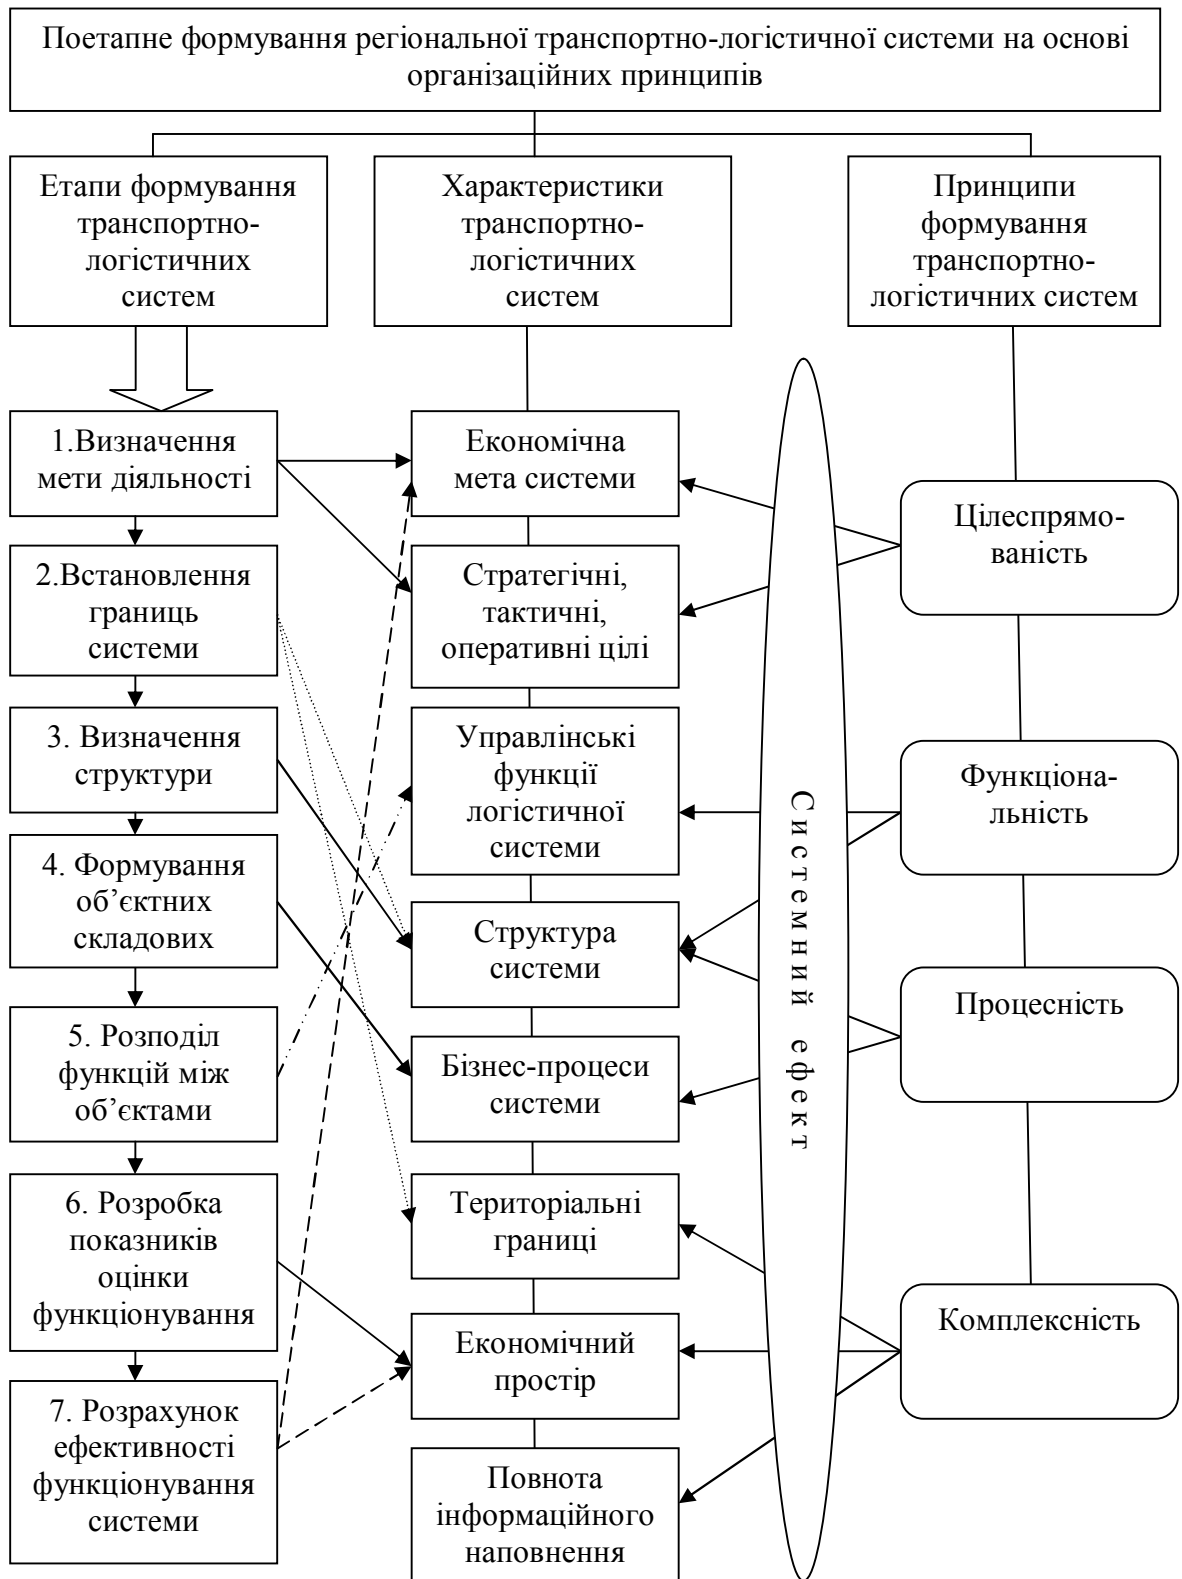 Поетапне формування регіональної транспортно-логістичної системи на основі
організаційних принципів
Етапи формування
транспортно-
логістичних
систем
Характеристики
транспортно-
логістичних
систем
Принципи
формування
транспортно-
логістичних систем
1.Визначення
мети діяльності
2.Встановлення
границь
системи
3. Визначення
структури
4. Формування
об’єктних
складових
5. Розподіл
функцій між
об’єктами
6. Розробка
показників
оцінки
функціонування
7. Розрахунок
ефективності
функціонування
системи
Економічна
мета системи
Стратегічні,
тактичні,
оперативні цілі
Управлінські
функції
логістичної
системи
Структура
системи
Бізнес-процеси
системи
Територіальні
границі
Економічний
простір
Повнота
інформаційного
наповнення
Системний ефект
Цілеспрямо-
ваність
Функціона-
льність
Процесність
Комплексність